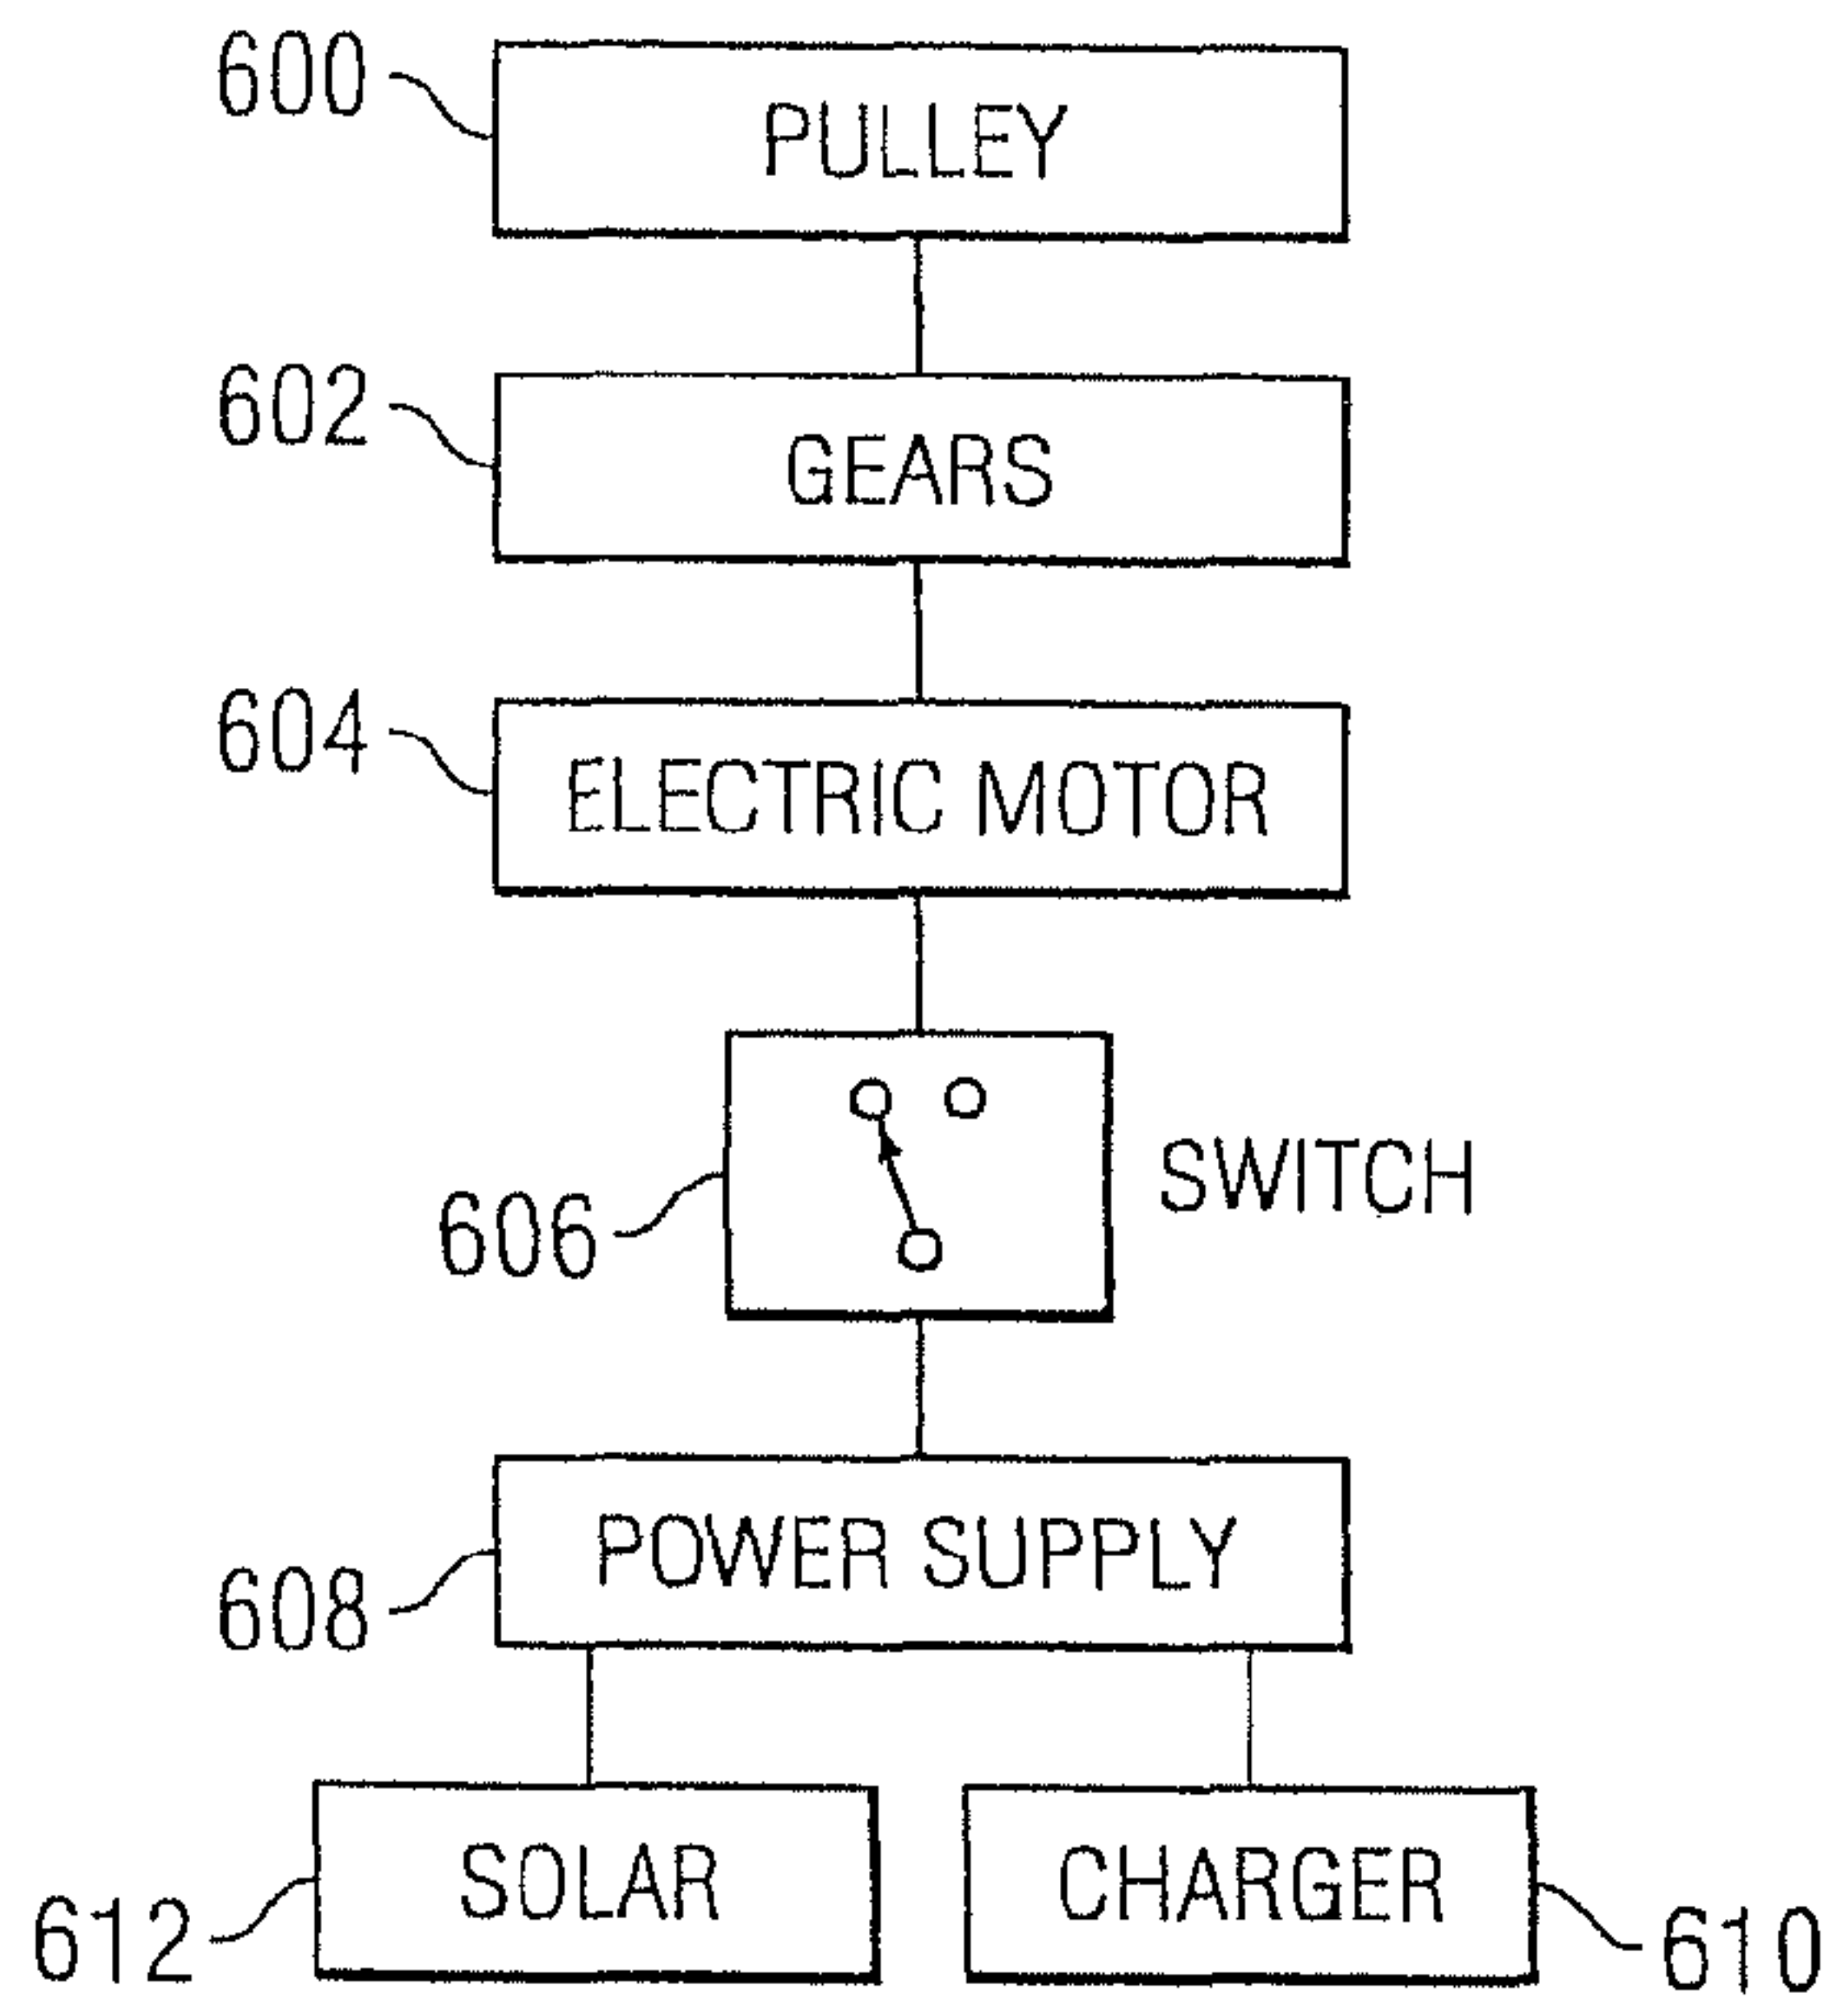 600
PULLEY
602
GEARS
604
ELECTRIC MOTOR
606
SWITCH
608
POWER SUPPLY
612
SOLAR
CHARGER
610